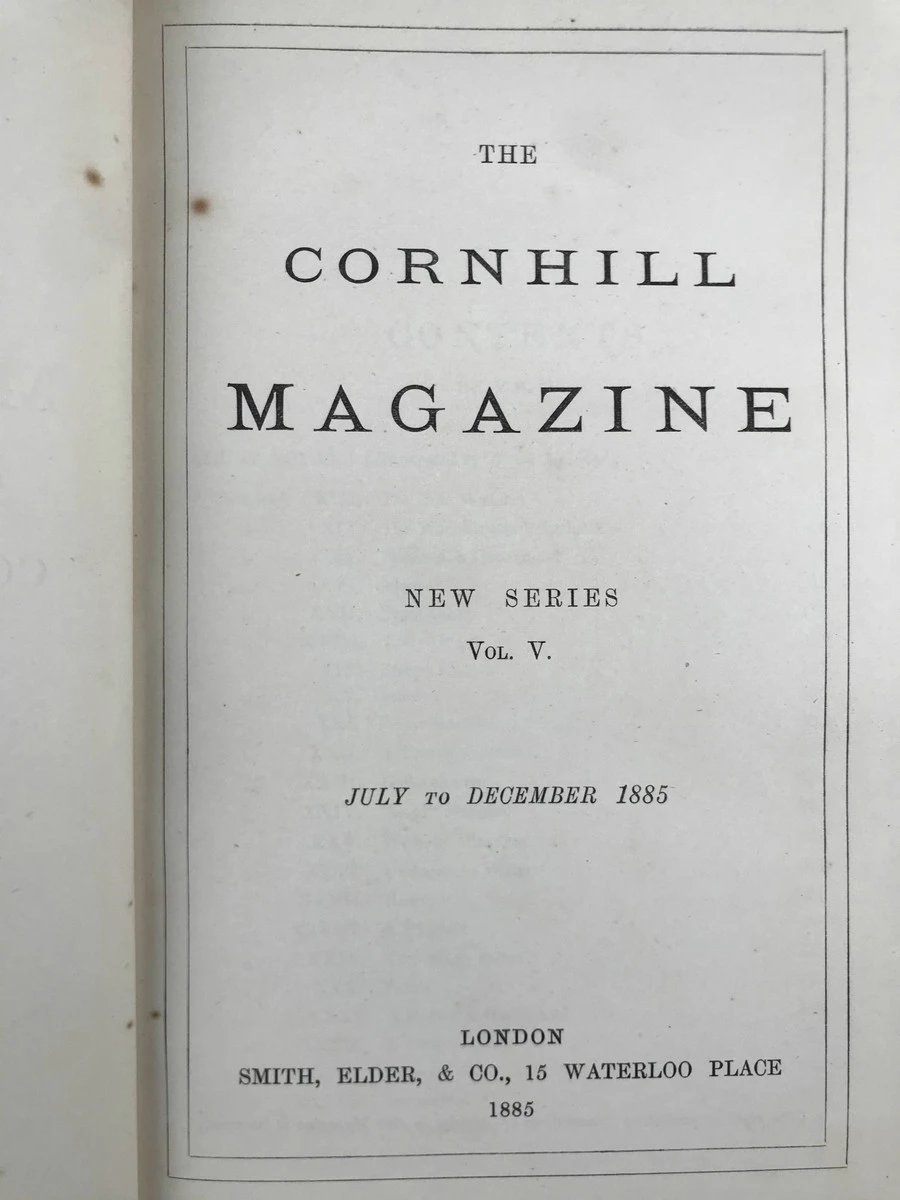 THE
CORNHILL
MAGAZINE
NEW SERIES
VOL. V.
JULY TO DECEMBER 1885
LONDON
SMITH, ELDER, & CO., 15 WATERLOO PLACE
1885